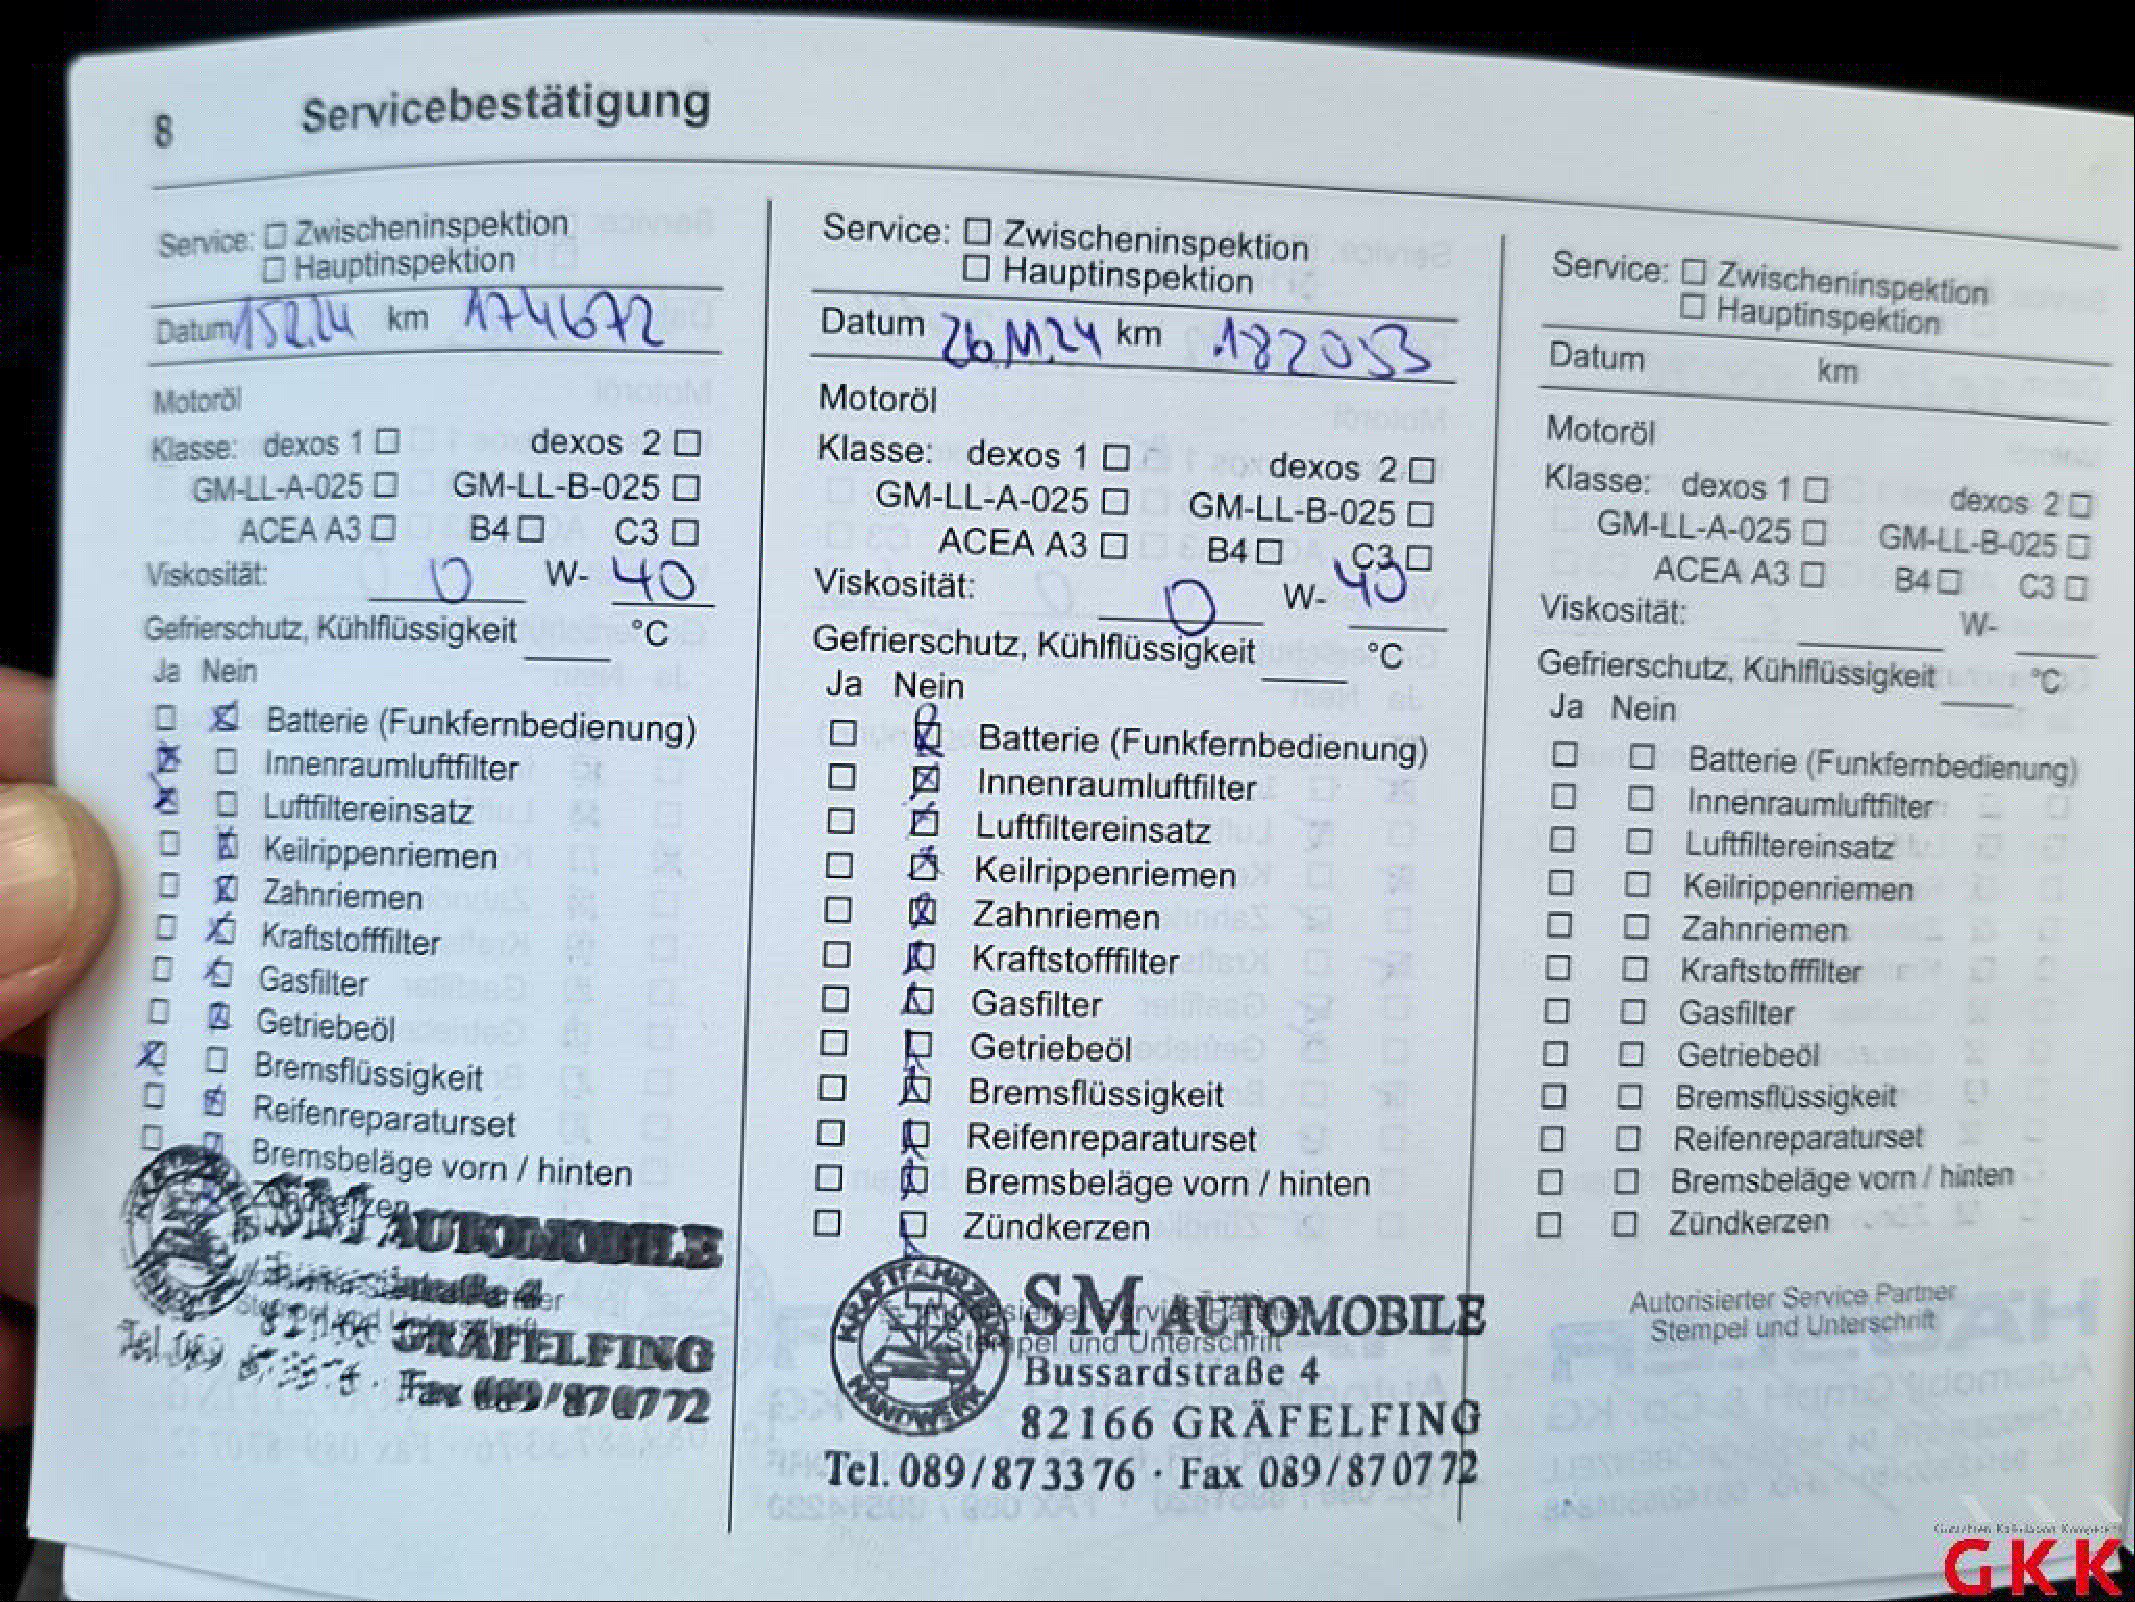 8 Servicebestätigung
Service: Zwischeninspektion
Hauptinspektion
Datum 15.2.24 km 174672
Motoröl
Klasse: dexos 1 dexos 2
GM-LL-A-025 GM-LL-B-025
ACEA A3 B4 C3
Viskosität: 0 W- 40
Gefrierschutz, Kühlflüssigkeit °C
Ja Nein
Batterie (Funkfernbedienung)
Innenraumluftfilter
Luftfiltereinsatz
Keilrippenriemen
Zahnriemen
Kraftstofffilter
Gasfilter
Getriebeöl
Bremsflüssigkeit
Reifenreparaturset
Bremsbeläge vorn / hinten
AUTOMOBILE
GRÄFELFING
Tel. 089
Fax 089/870772
Service: Zwischeninspektion
Hauptinspektion
Datum 26.11.24 km 182053
Motoröl
Klasse: dexos 1 dexos 2
GM-LL-A-025 GM-LL-B-025
ACEA A3 B4 C3
Viskosität: 0 W- 40
Gefrierschutz, Kühlflüssigkeit °C
Ja Nein
Batterie (Funkfernbedienung)
Innenraumluftfilter
Luftfiltereinsatz
Keilrippenriemen
Zahnriemen
Kraftstofffilter
Gasfilter
Getriebeöl
Bremsflüssigkeit
Reifenreparaturset
Bremsbeläge vorn / hinten
Zündkerzen
Stempel und Unterschrift
SM AUTOMOBILE
Bussardstraße 4
82166 GRÄFELFING
Tel. 089/873376 · Fax 089/870772
HANDWERK
Service: Zwischeninspektion
Hauptinspektion
Datum km
Motoröl
Klasse: dexos 1 dexos 2
GM-LL-A-025 GM-LL-B-025
ACEA A3 B4 C3
Viskosität: W-
Gefrierschutz, Kühlflüssigkeit °C
Ja Nein
Batterie (Funkfernbedienung)
Innenraumluftfilter
Luftfiltereinsatz
Keilrippenriemen
Zahnriemen
Kraftstofffilter
Gasfilter
Getriebeöl
Bremsflüssigkeit
Reifenreparaturset
Bremsbeläge vorn / hinten
Zündkerzen
Autorisierter Service Partner
Stempel und Unterschrift
GKK